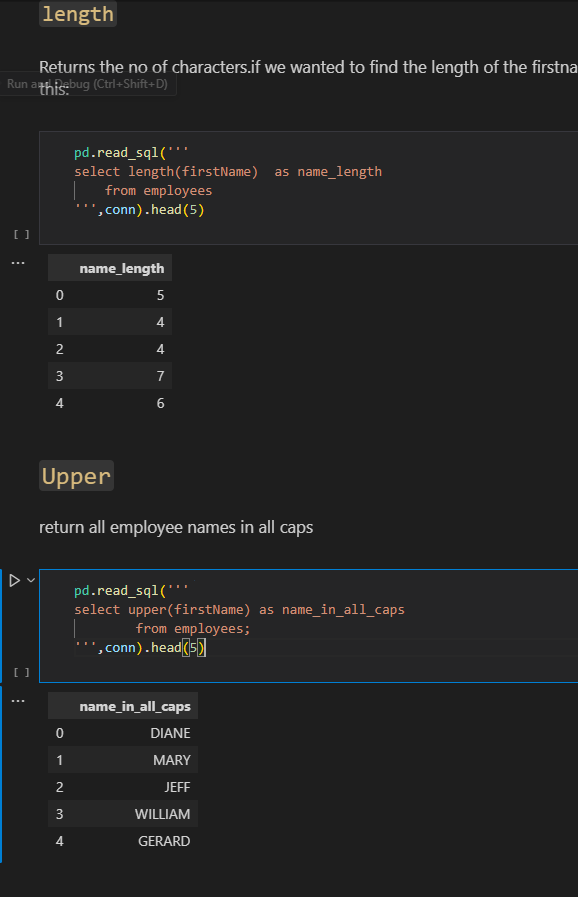 length
Returns the no of characters.if we wanted to find the length of the firstna
Run and Debug (Ctrl+Shift+D)
this:
pd.read_sql('''
select length(firstName)  as name_length
    from employees
''',conn).head(5)
[ ]
...
name_length
0 5
1 4
2 4
3 7
4 6
Upper
return all employee names in all caps
pd.read_sql('''
select upper(firstName) as name_in_all_caps
        from employees;
''',conn).head(5)
[ ]
...
name_in_all_caps
0 DIANE
1 MARY
2 JEFF
3 WILLIAM
4 GERARD